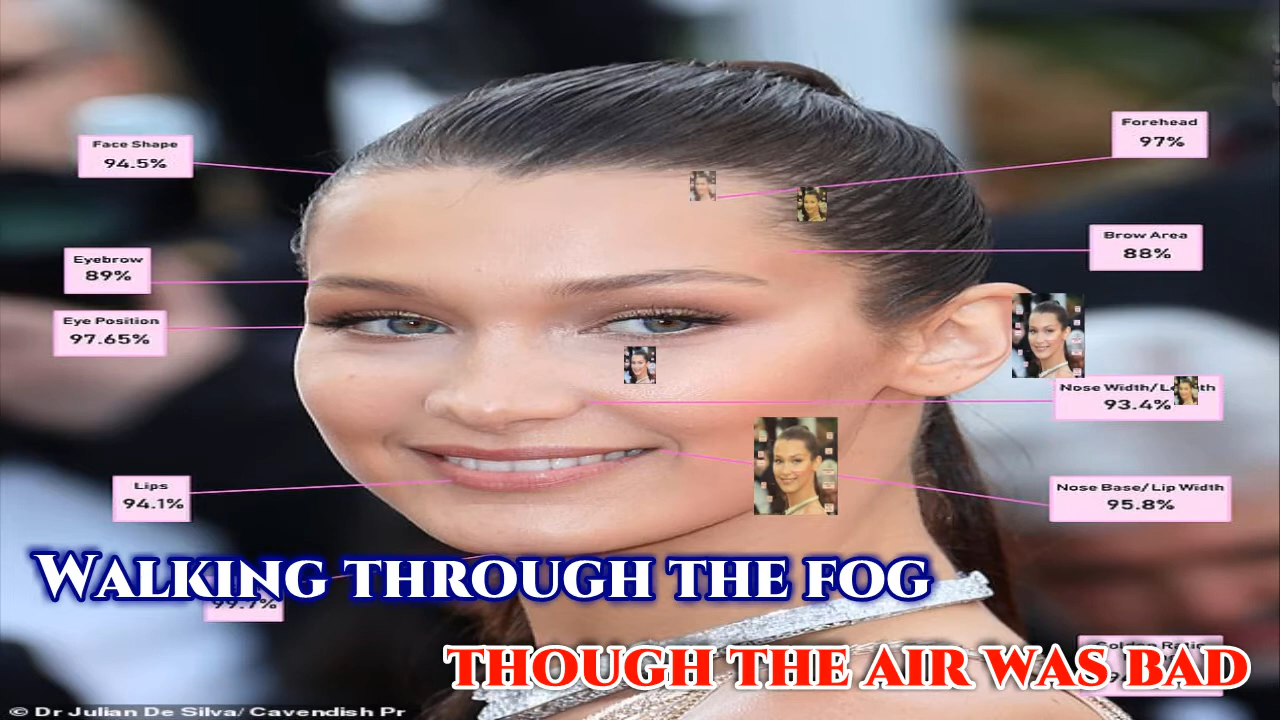 Forehead
97%
Face Shape
94.5%
Brow Area
88%
Eyebrow
89%
Eye Position
97.65%
Nose Width/
93.4%
Lips
94.1%
Nose Base/ Lip Width
95.8%
WALKING THROUGH THE FOG
99.7%
THOUGH THE AIR WAS BAD
© Dr Julian De Silva/ Cavendish Pr